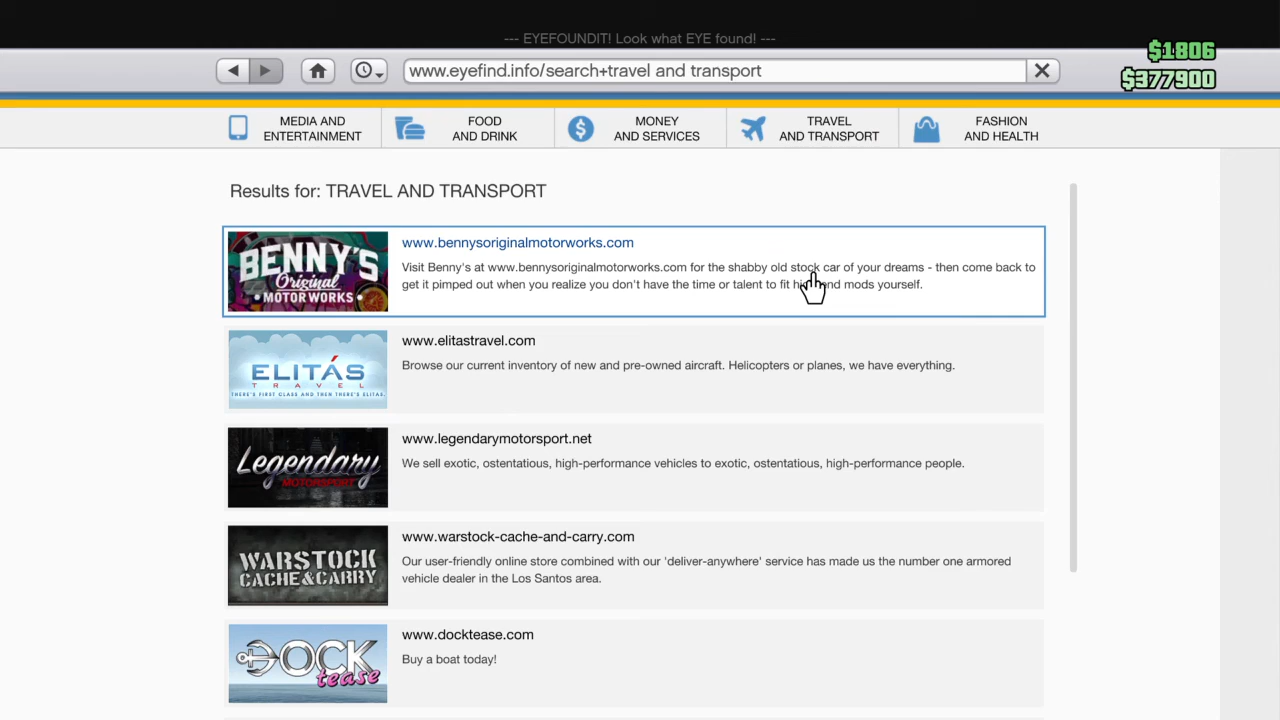 --- EYEFOUNDIT! Look what EYE found! ---
$1806
www.eyefind.info/search+travel and transport
$377900
MEDIA AND
ENTERTAINMENT
FOOD
AND DRINK
MONEY
AND SERVICES
TRAVEL
AND TRANSPORT
FASHION
AND HEALTH
Results for: TRAVEL AND TRANSPORT
BENNY'S
Original
MOTOR WORKS
www.bennysoriginalmotorworks.com
Visit Benny's at www.bennysoriginalmotorworks.com for the shabby old stock car of your dreams - then come back to
get it pimped out when you realize you don't have the time or talent to fit mods yourself.
ELITÁS
TRAVEL
THERE'S FIRST CLASS AND THEN THERE'S ELITAS.
www.elitastravel.com
Browse our current inventory of new and pre-owned aircraft. Helicopters or planes, we have everything.
Legendary
MOTORSPORT
www.legendarymotorsport.net
We sell exotic, ostentatious, high-performance vehicles to exotic, ostentatious, high-performance people.
WARSTOCK
CACHE & CARRY
www.warstock-cache-and-carry.com
Our user-friendly online store combined with our 'deliver-anywhere' service has made us the number one armored
vehicle dealer in the Los Santos area.
DOCK
tease
www.docktease.com
Buy a boat today!